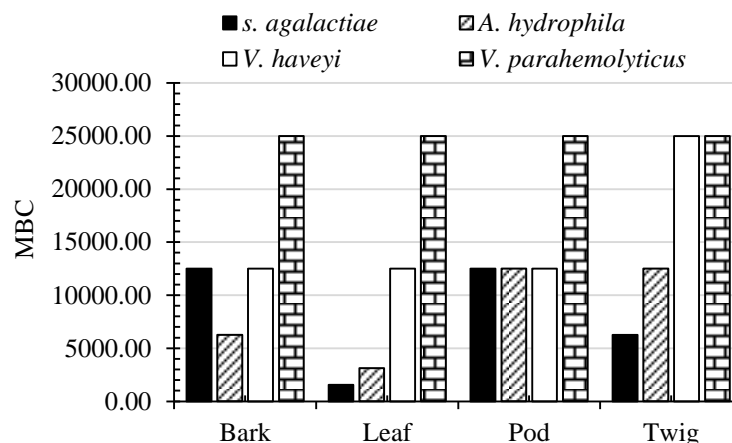 s. agalactiae A. hydrophila
V. haveyi V. parahemolyticus
30000.00
25000.00
20000.00
15000.00
10000.00
5000.00
0.00
MBC
Bark Leaf Pod Twig